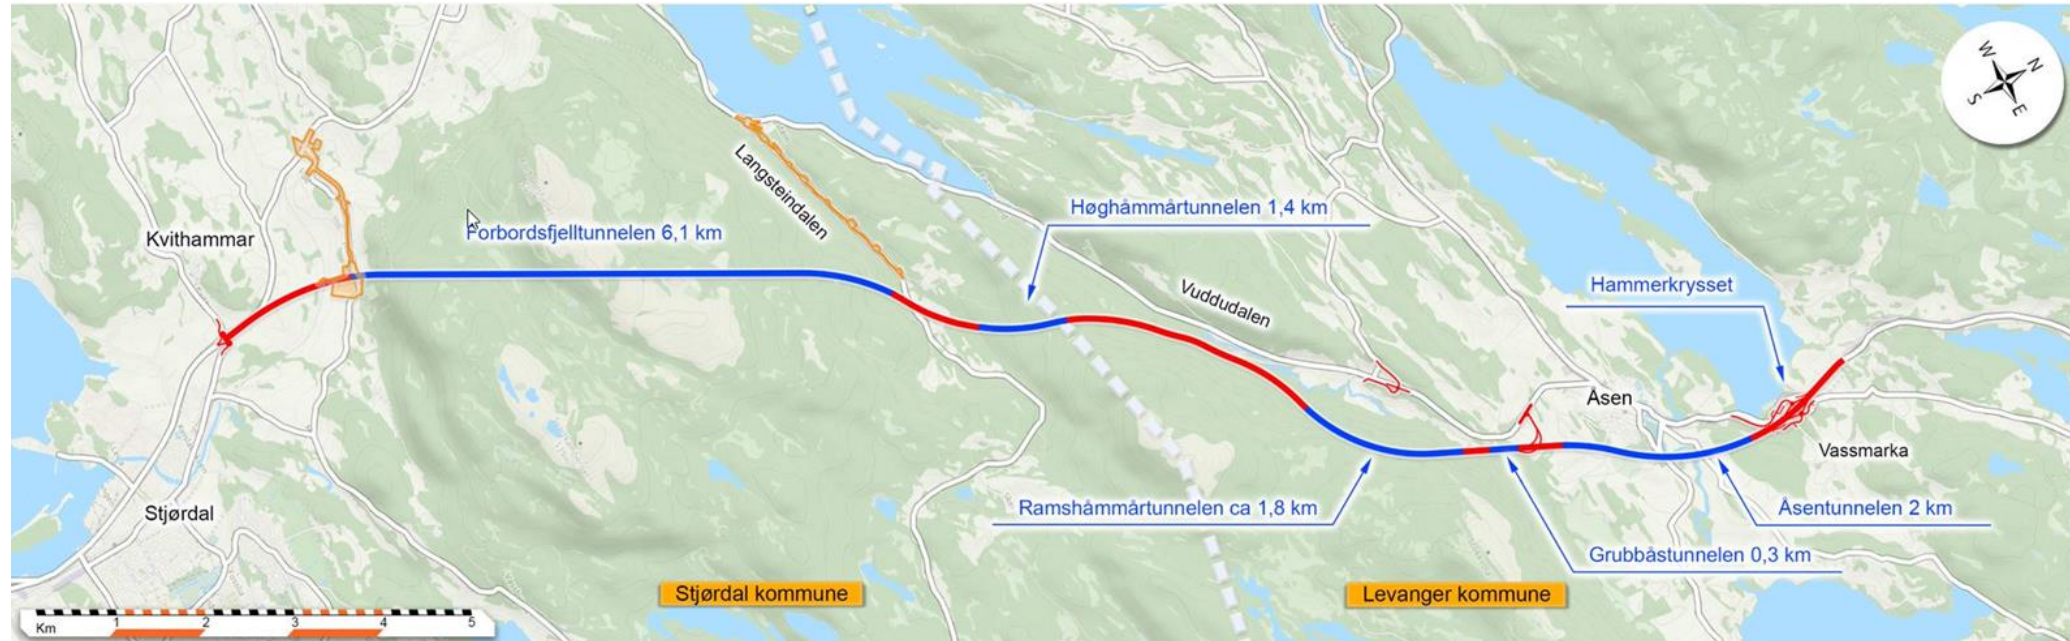 W
N
S
E
Langsteindalen
Høghåmmårtunnelen 1,4 km
Kvithammar
Forbordsfjelltunnelen 6,1 km
Vuddudalen
Hammerkrysset
Åsen
Vassmarka
Stjørdal
Ramshåmmårtunnelen ca 1,8 km
Åsentunnelen 2 km
Grubbåstunnelen 0,3 km
Stjørdal kommune
Levanger kommune
Km 1 2 3 4 5